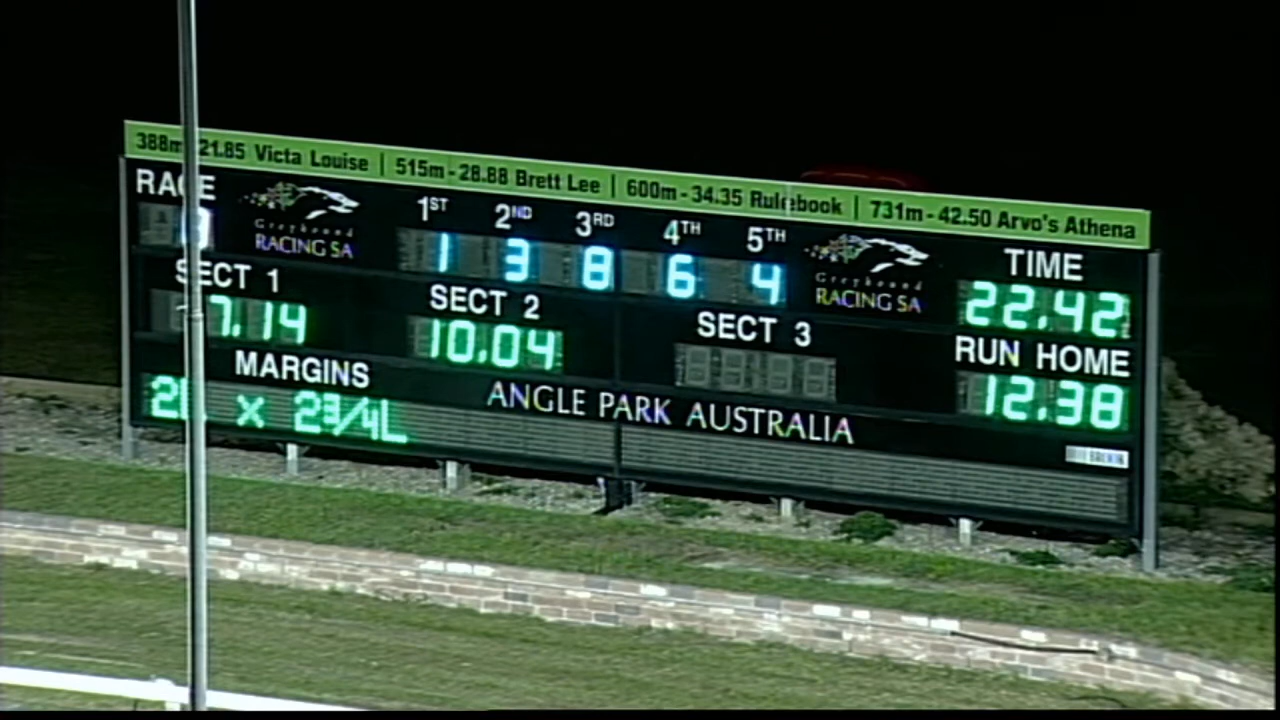 388m 21.85 Victa Louise | 515m - 28.88 Brett Lee | 600m - 34.35 Rulebook | 731m - 42.50 Arvo's Athena
RACE
Greyhound
RACING SA
1ST 2ND 3RD 4TH 5TH
1 3 8 6 4
Greyhound
RACING SA
TIME
22.42
SECT 1
7.14
SECT 2
10.04
SECT 3
RUN HOME
12.38
MARGINS
x 2¾L
ANGLE PARK AUSTRALIA